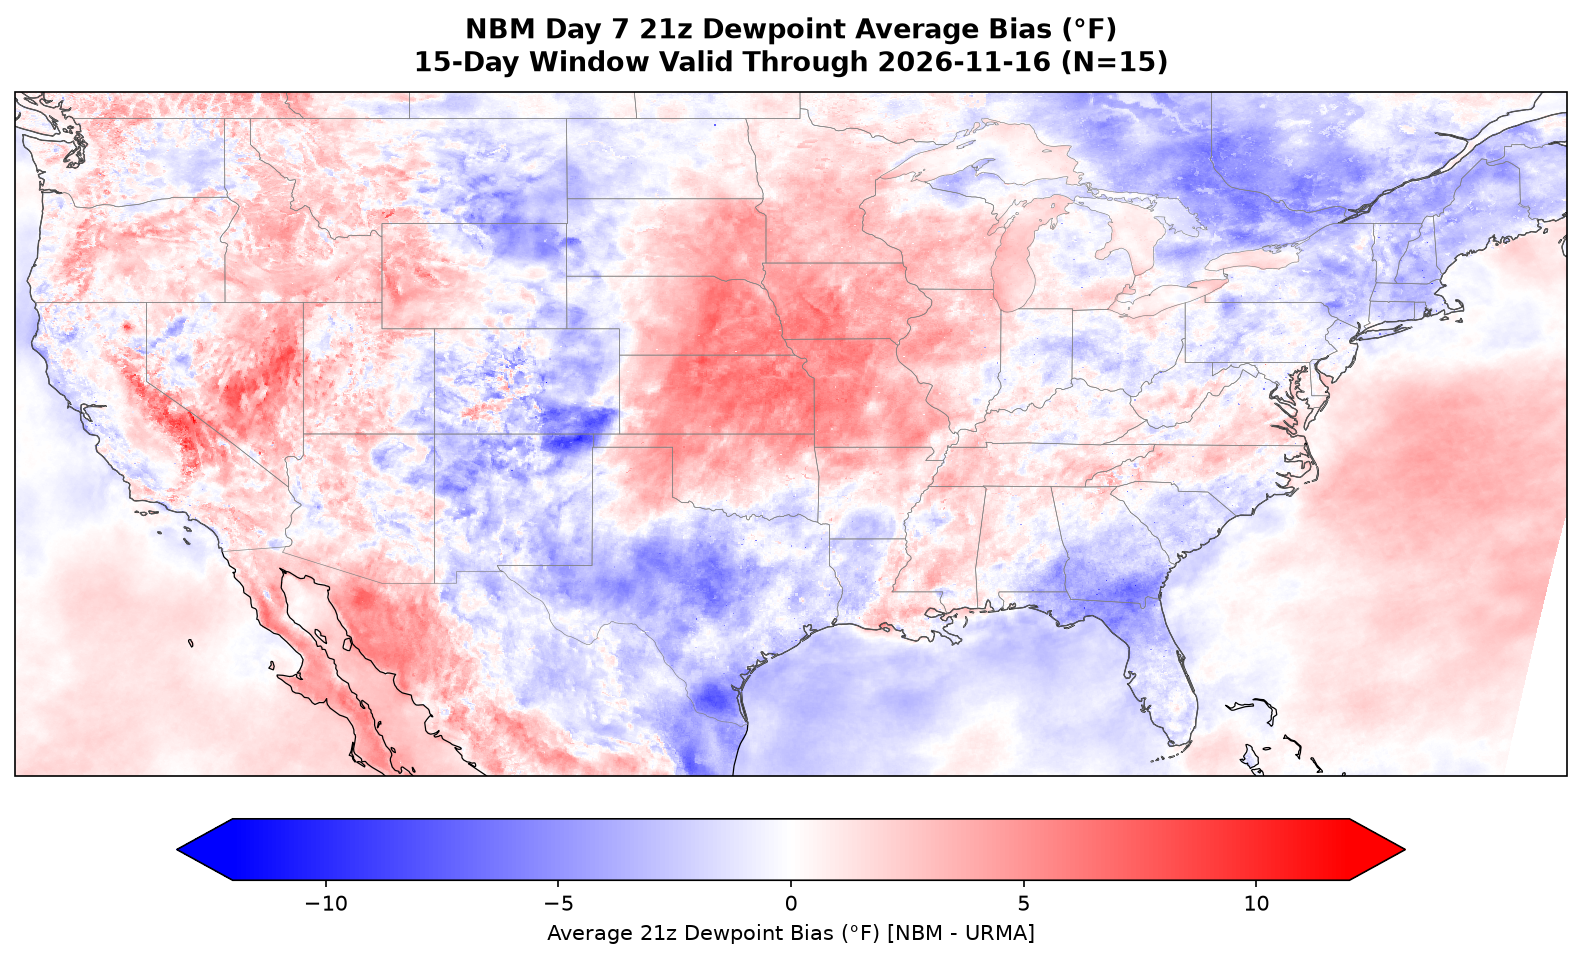 NBM Day 7 21z Dewpoint Average Bias (°F)
15-Day Window Valid Through 2026-11-16 (N=15)
−10 −5 0 5 10
Average 21z Dewpoint Bias (°F) [NBM - URMA]